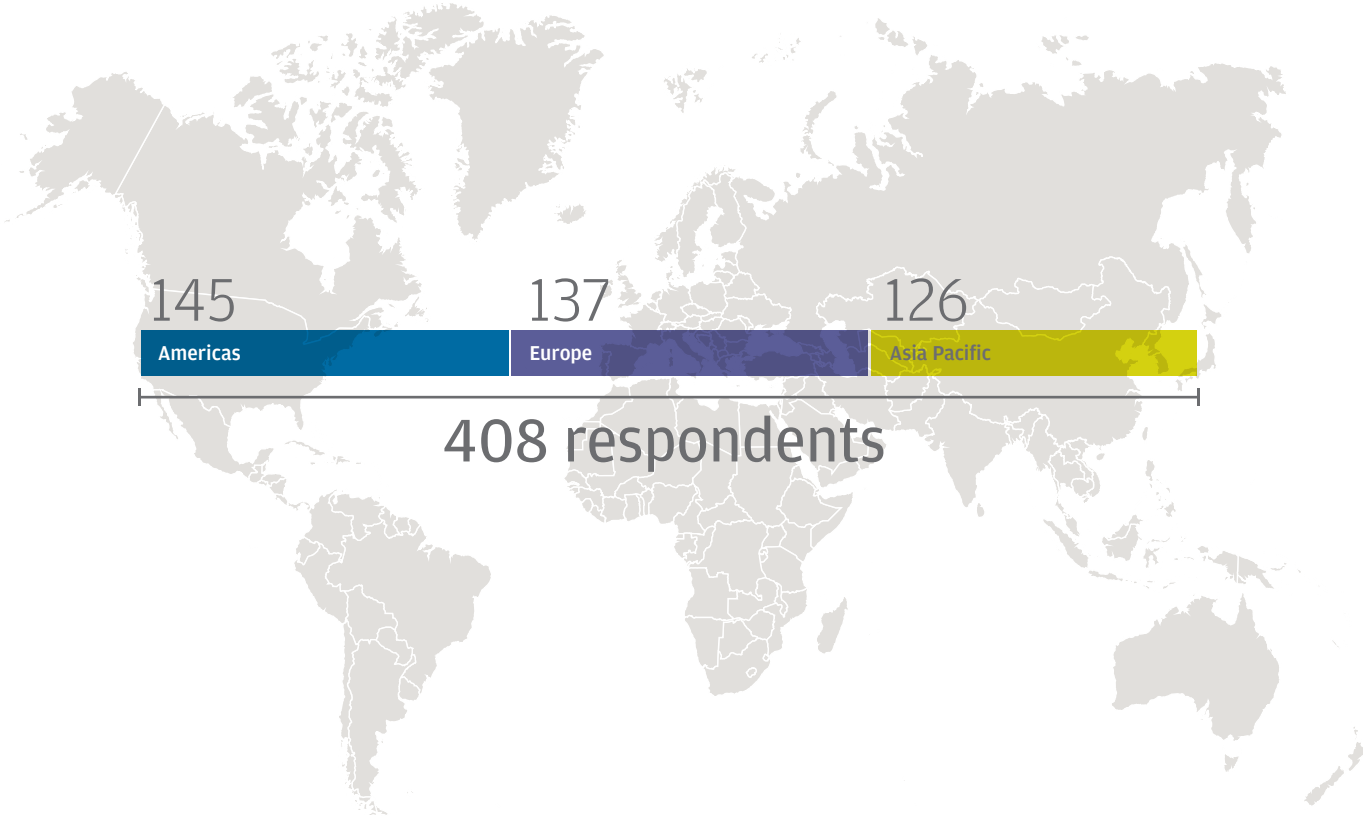 145
137
126
Americas
Europe
Asia Pacific
408 respondents